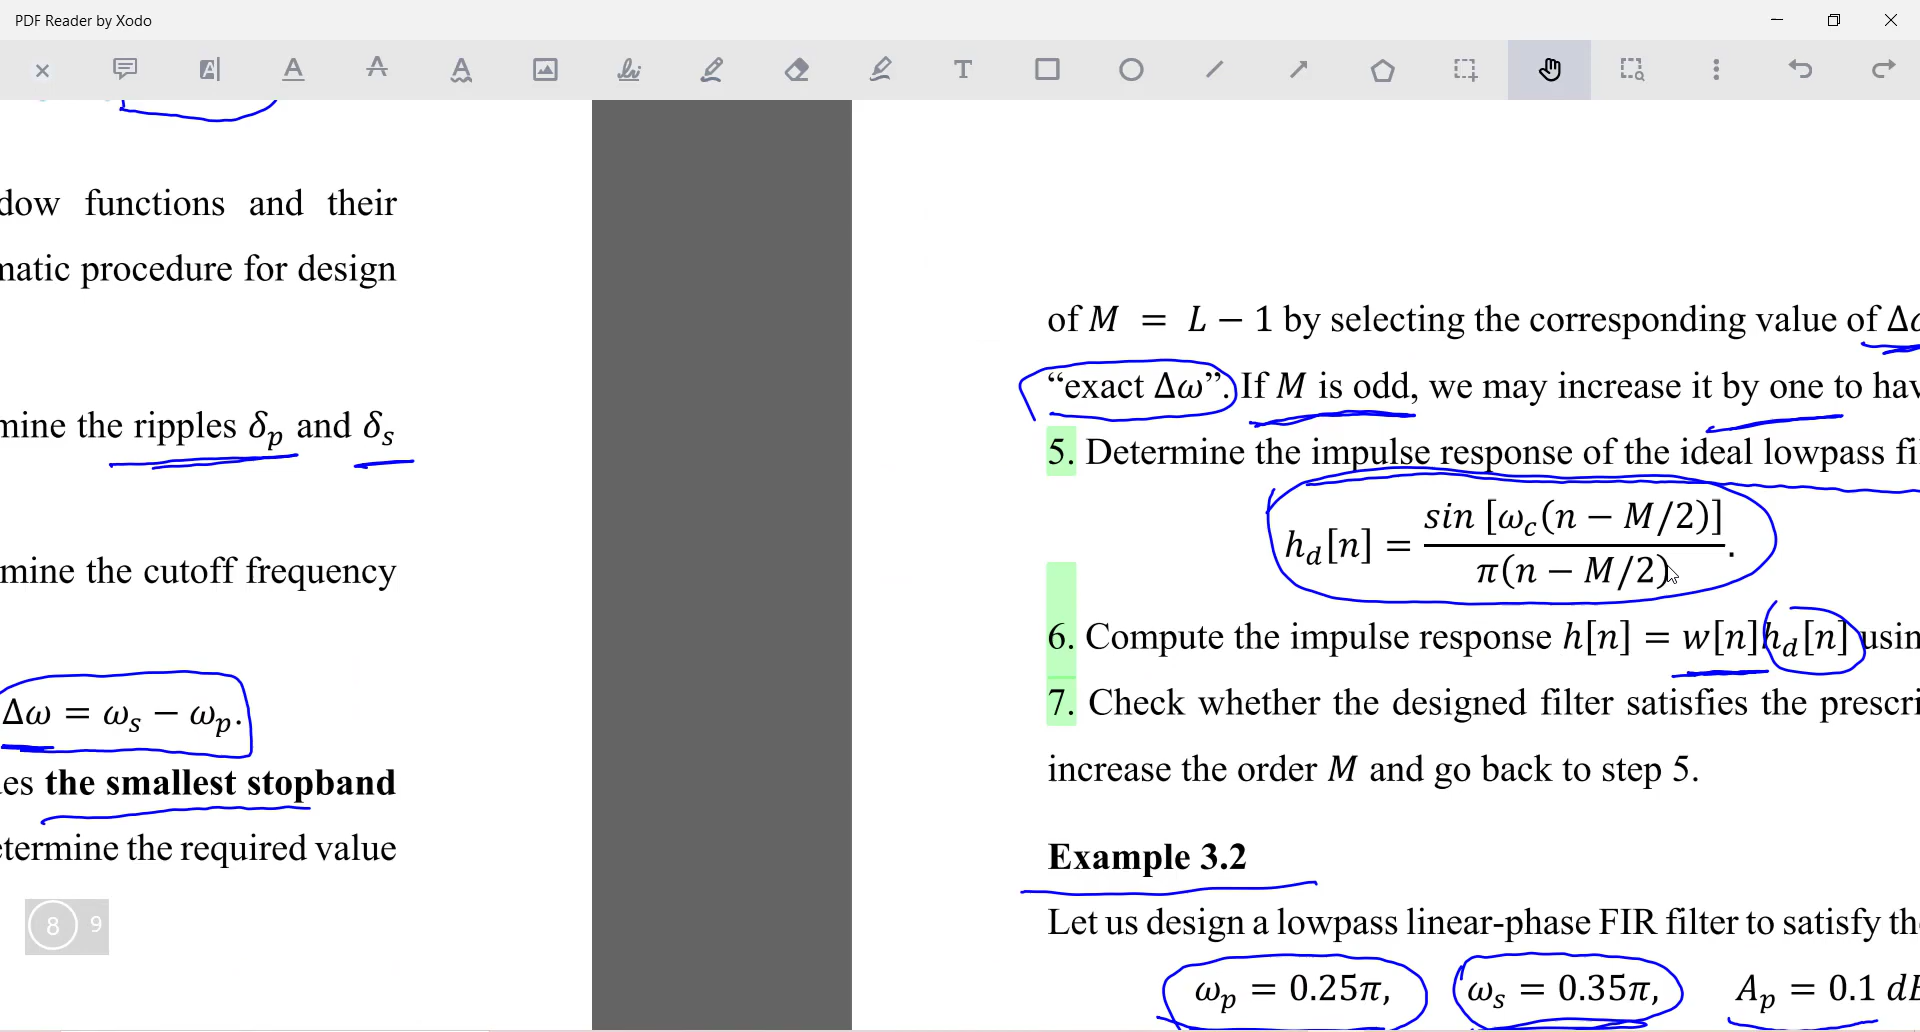 PDF Reader by Xodo
dow functions and their
matic procedure for design
mine the ripples δp and δs
mine the cutoff frequency
Δω = ωs − ωp.
es the smallest stopband
etermine the required value
8 9
of M = L − 1 by selecting the corresponding value of Δω
“exact Δω”. If M is odd, we may increase it by one to hav
5. Determine the impulse response of the ideal lowpass fi
hd[n] = sin [ωc(n − M/2)] / π(n − M/2).
6. Compute the impulse response h[n] = w[n]hd[n] usin
7. Check whether the designed filter satisfies the prescri
increase the order M and go back to step 5.
Example 3.2
Let us design a lowpass linear-phase FIR filter to satisfy th
ωp = 0.25π, ωs = 0.35π, Ap = 0.1 dB